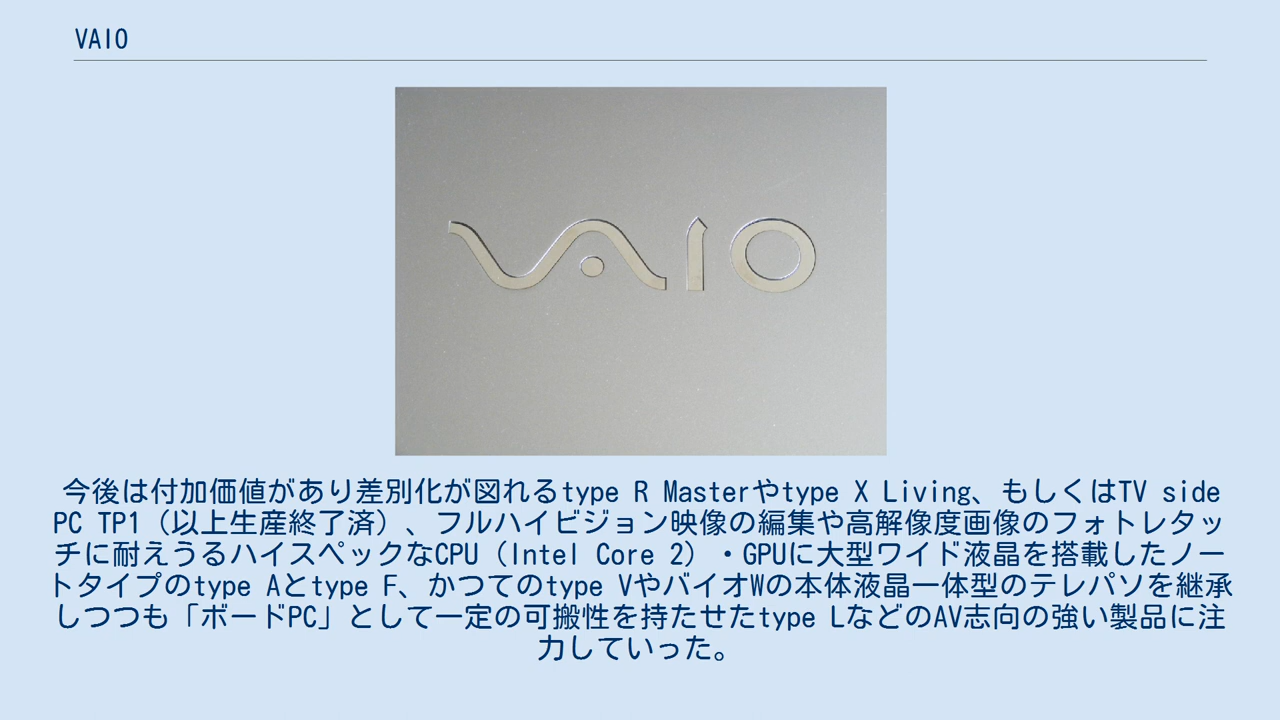 VAIO
VAIO
今後は付加価値があり差別化が図れるtype R Masterやtype X Living、もしくはTV side
PC TP1（以上生産終了済）、フルハイビジョン映像の編集や高解像度画像のフォトレタッ
チに耐えうるハイスペックなCPU（Intel Core 2）・GPUに大型ワイド液晶を搭載したノー
トタイプのtype Aとtype F、かつてのtype VやバイオWの本体液晶一体型のテレパソを継承
しつつも「ボードPC」として一定の可搬性を持たせたtype LなどのAV志向の強い製品に注
力していった。